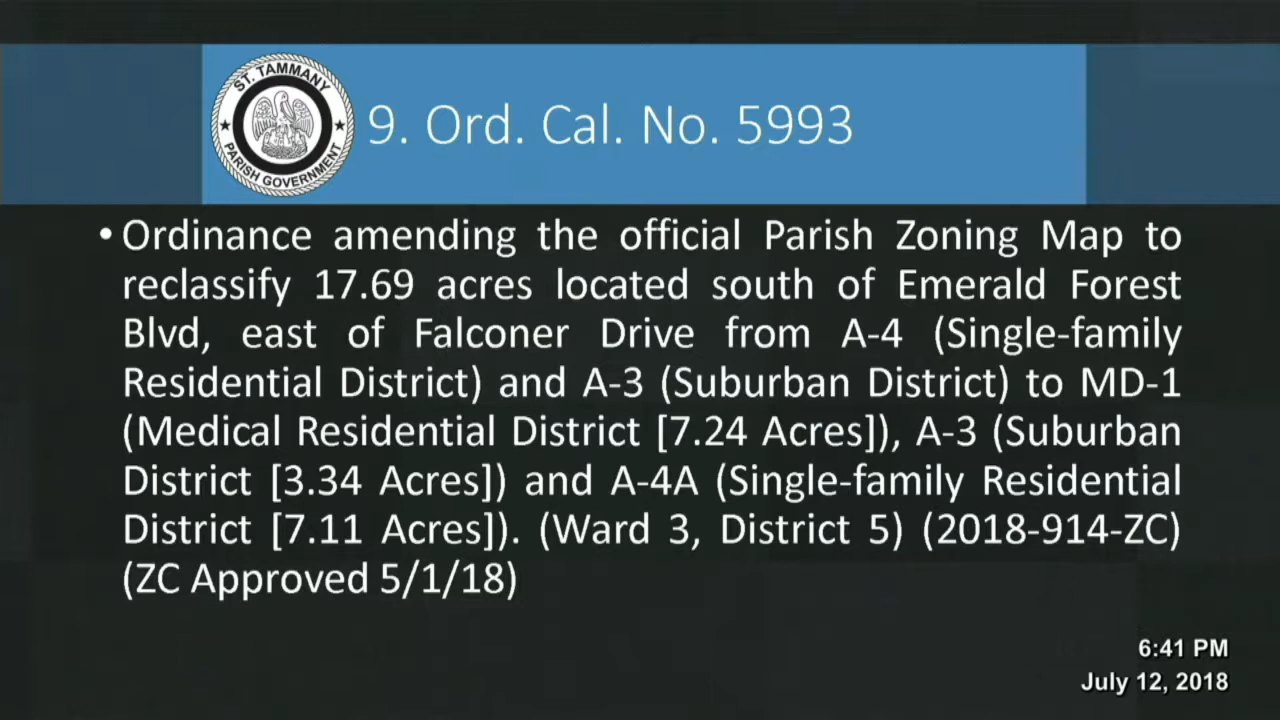 ST. TAMMANY
PARISH GOVERNMENT
9. Ord. Cal. No. 5993
• Ordinance amending the official Parish Zoning Map to
reclassify 17.69 acres located south of Emerald Forest
Blvd, east of Falconer Drive from A-4 (Single-family
Residential District) and A-3 (Suburban District) to MD-1
(Medical Residential District [7.24 Acres]), A-3 (Suburban
District [3.34 Acres]) and A-4A (Single-family Residential
District [7.11 Acres]). (Ward 3, District 5) (2018-914-ZC)
(ZC Approved 5/1/18)
6:41 PM
July 12, 2018